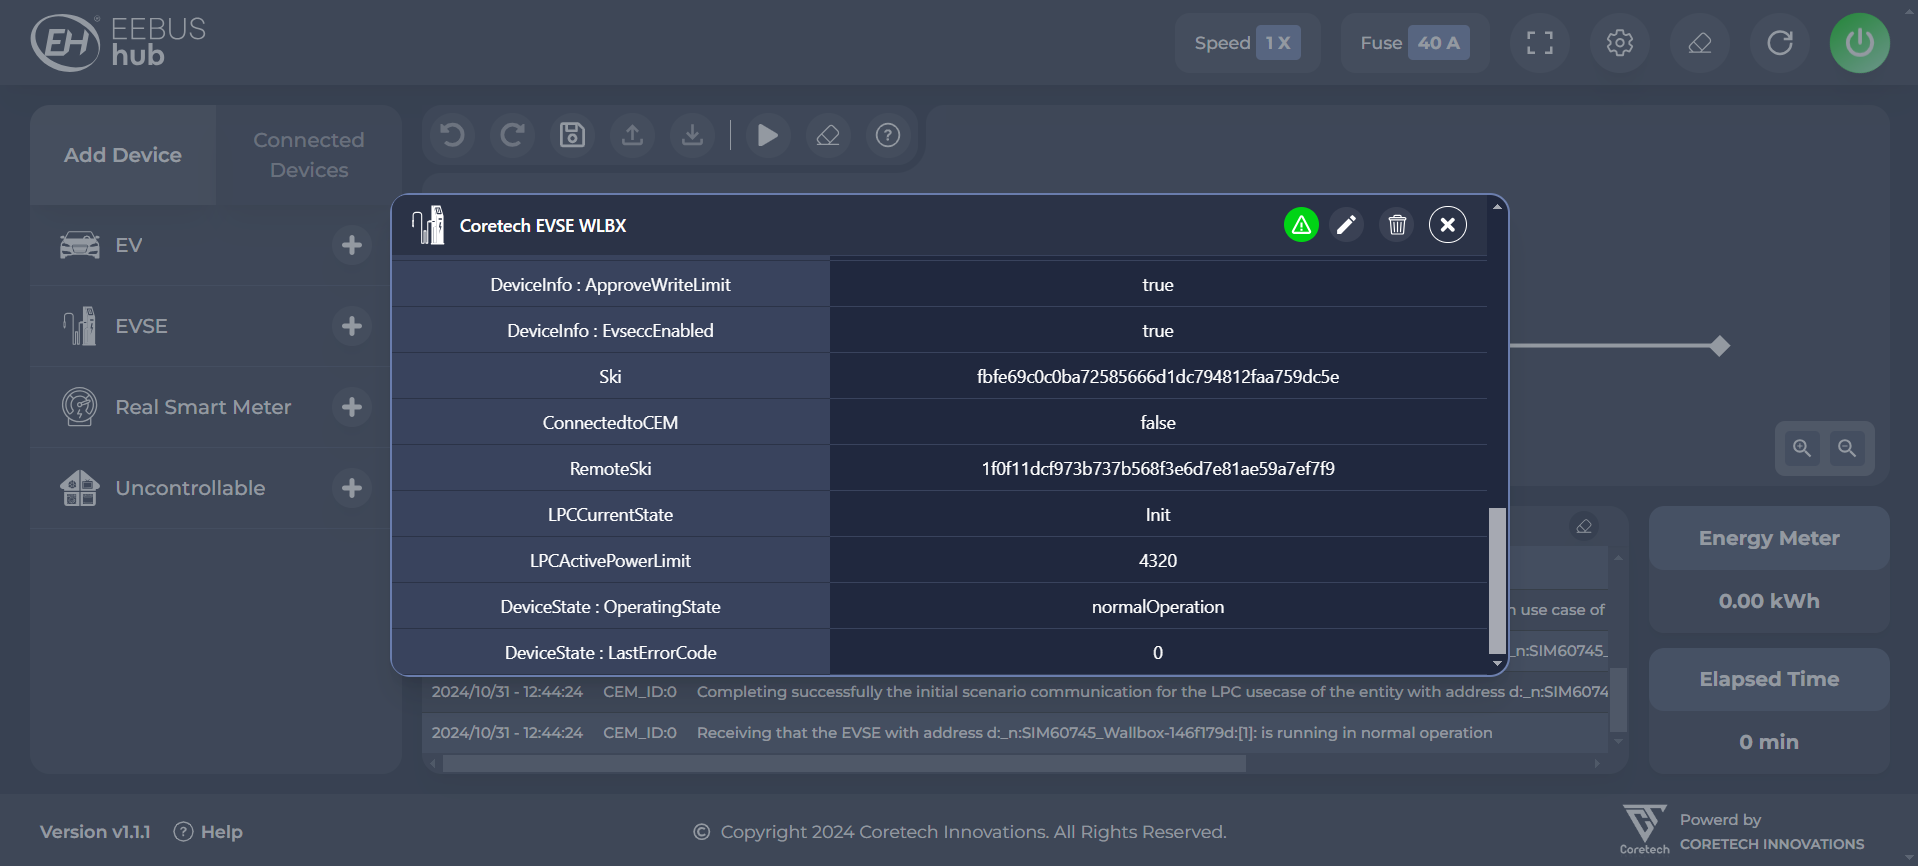 EH EEBUS
hub
Speed 1 X
Fuse 40 A
Add Device
Connected
Devices
EV
EVSE
Real Smart Meter
Uncontrollable
Coretech EVSE WLBX
DeviceInfo : ApproveWriteLimit true
DeviceInfo : EvseccEnabled true
Ski fbfe69c0c0ba72585666d1dc794812faa759dc5e
ConnectedtoCEM false
RemoteSki 1f0f11dcf973b737b568f3e6d7e81ae59a7ef7f9
LPCCurrentState Init
LPCActivePowerLimit 4320
DeviceState : OperatingState normalOperation
DeviceState : LastErrorCode 0
use case of
_n:SIM60745_
2024/10/31 - 12:44:24 CEM_ID:0 Completing successfully the initial scenario communication for the LPC usecase of the entity with address d:_n:SIM6074
2024/10/31 - 12:44:24 CEM_ID:0 Receiving that the EVSE with address d:_n:SIM60745_Wallbox-146f179d:[1]: is running in normal operation
Energy Meter
0.00 kWh
Elapsed Time
0 min
Version v1.1.1
Help
© Copyright 2024 Coretech Innovations. All Rights Reserved.
Coretech
Powerd by
CORETECH INNOVATIONS